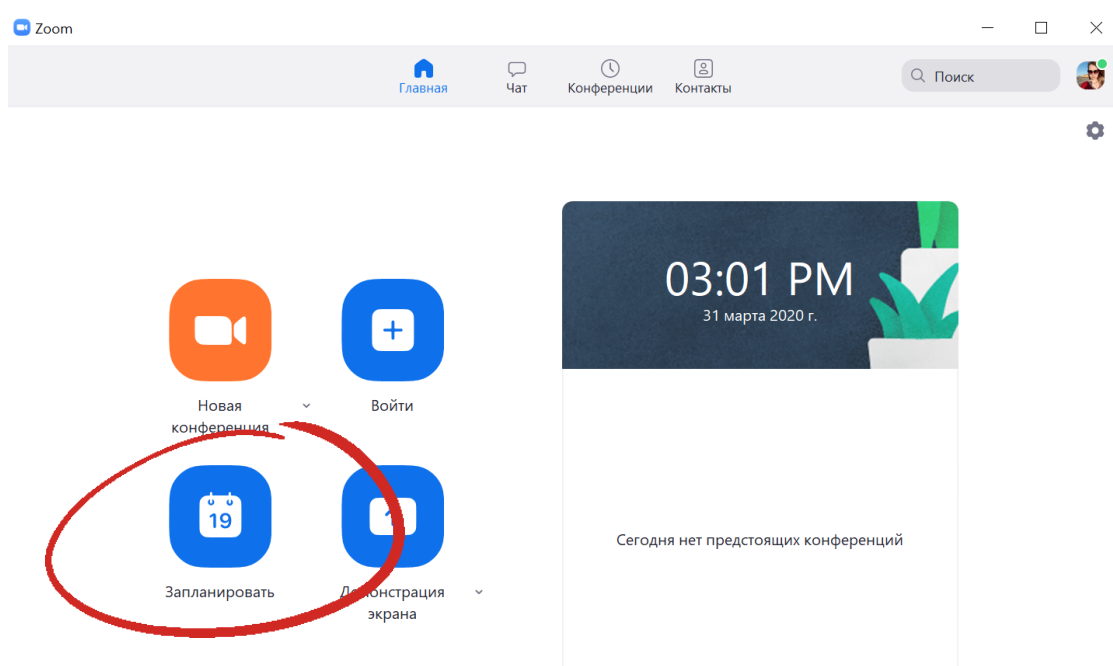 Zoom
Главная
Чат
Конференции
Контакты
Поиск
03:01 PM
31 марта 2020 г.
Новая
конференция
Войти
19
Запланировать
Демонстрация
экрана
Сегодня нет предстоящих конференций